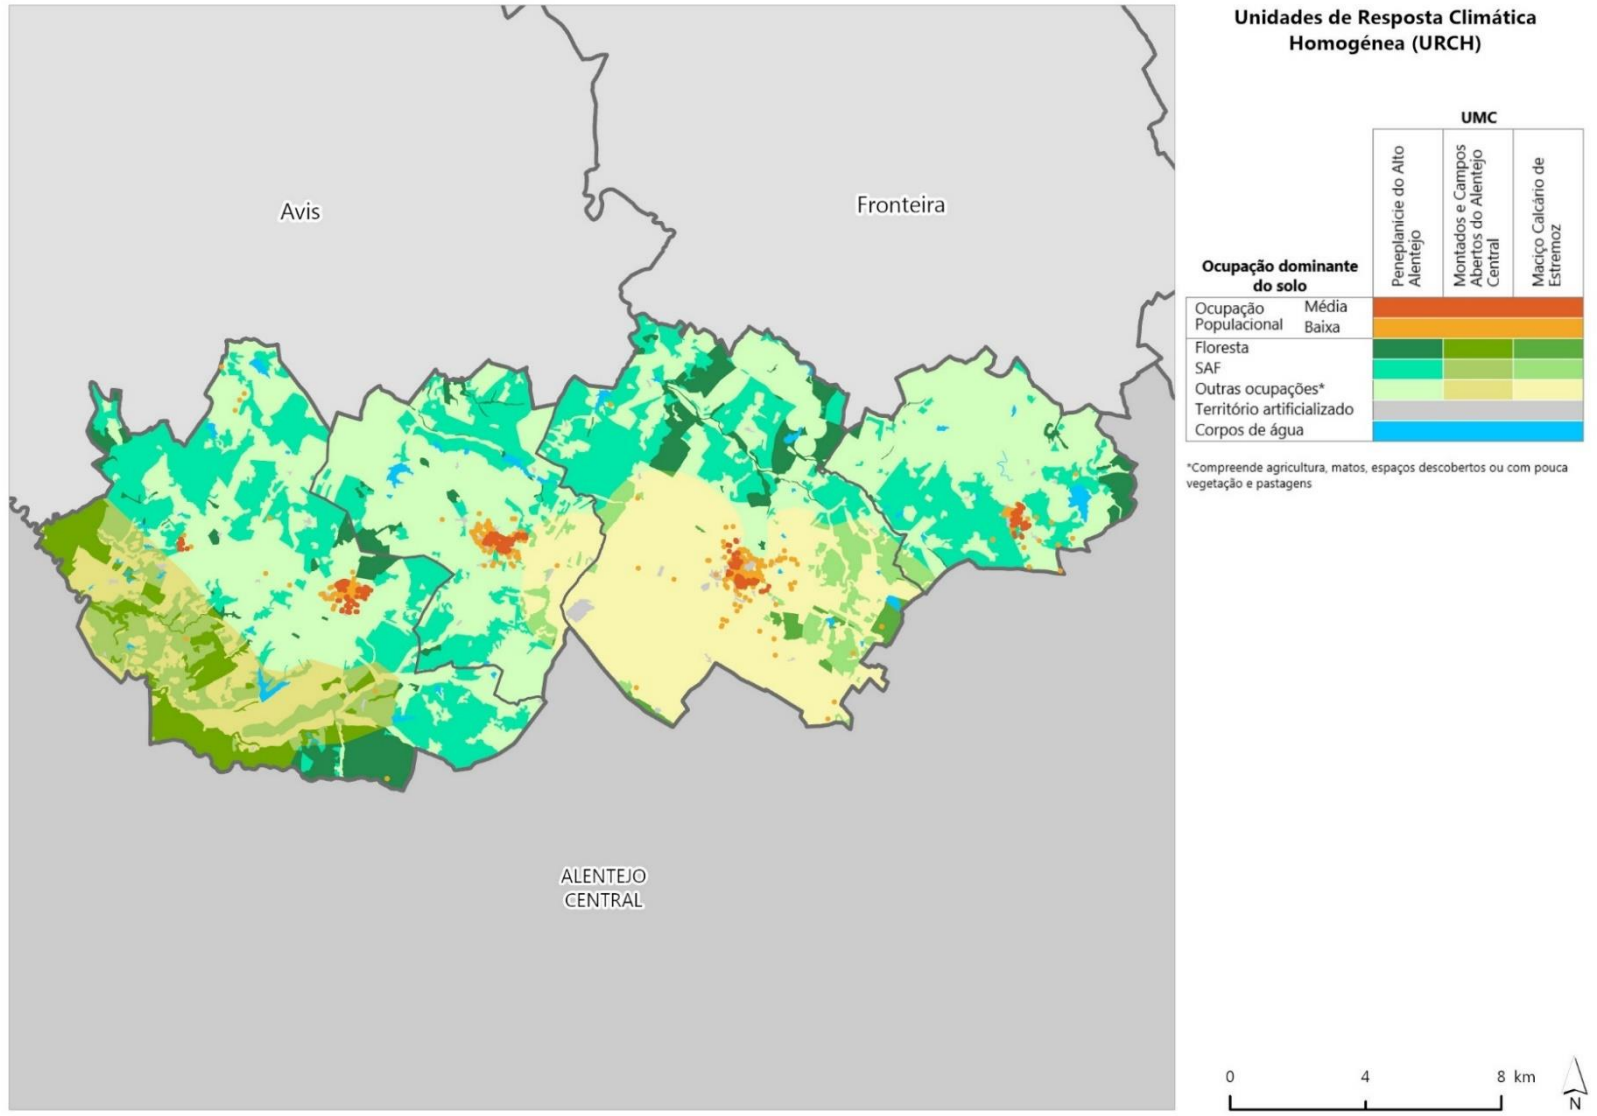 Unidades de Resposta Climática
Homogénea (URCH)
UMC
Peneplanície do Alto
Alentejo
Montados e Campos
Abertos do Alentejo
Central
Maciço Calcário de
Estremoz
Ocupação dominante
do solo
Ocupação Média
Populacional Baixa
Floresta
SAF
Outras ocupações*
Território artificializado
Corpos de água
*Compreende agricultura, matos, espaços descobertos ou com pouca
vegetação e pastagens
Avis
Fronteira
ALENTEJO
CENTRAL
0 4 8 km
N